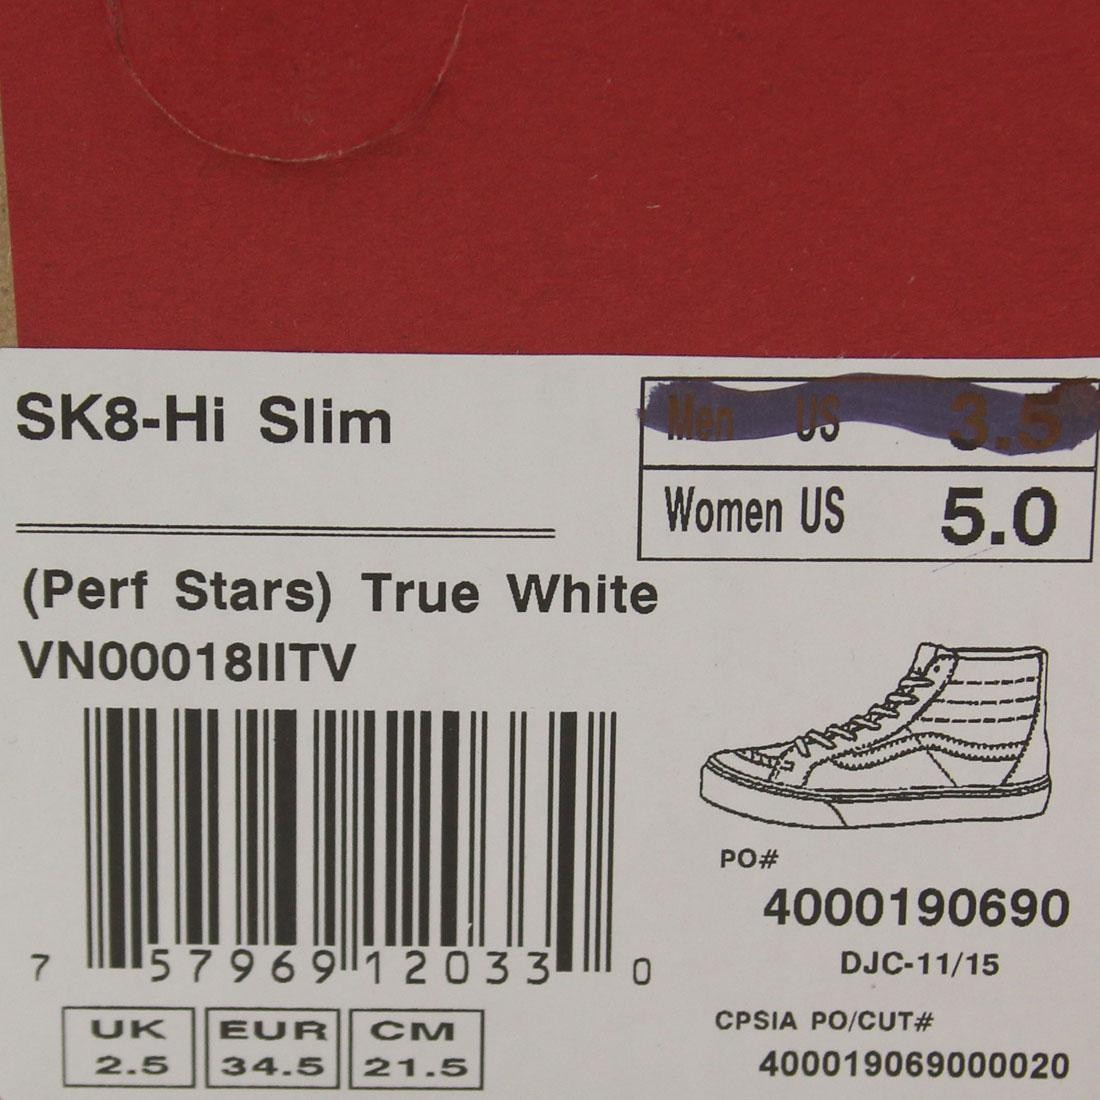 SK8-Hi Slim
Men US 3.5
Women US 5.0
(Perf Stars) True White
VN00018IITV
7 57969 12033 0
PO#
4000190690
DJC-11/15
CPSIA PO/CUT#
400019069000020
UK EUR CM
2.5 34.5 21.5